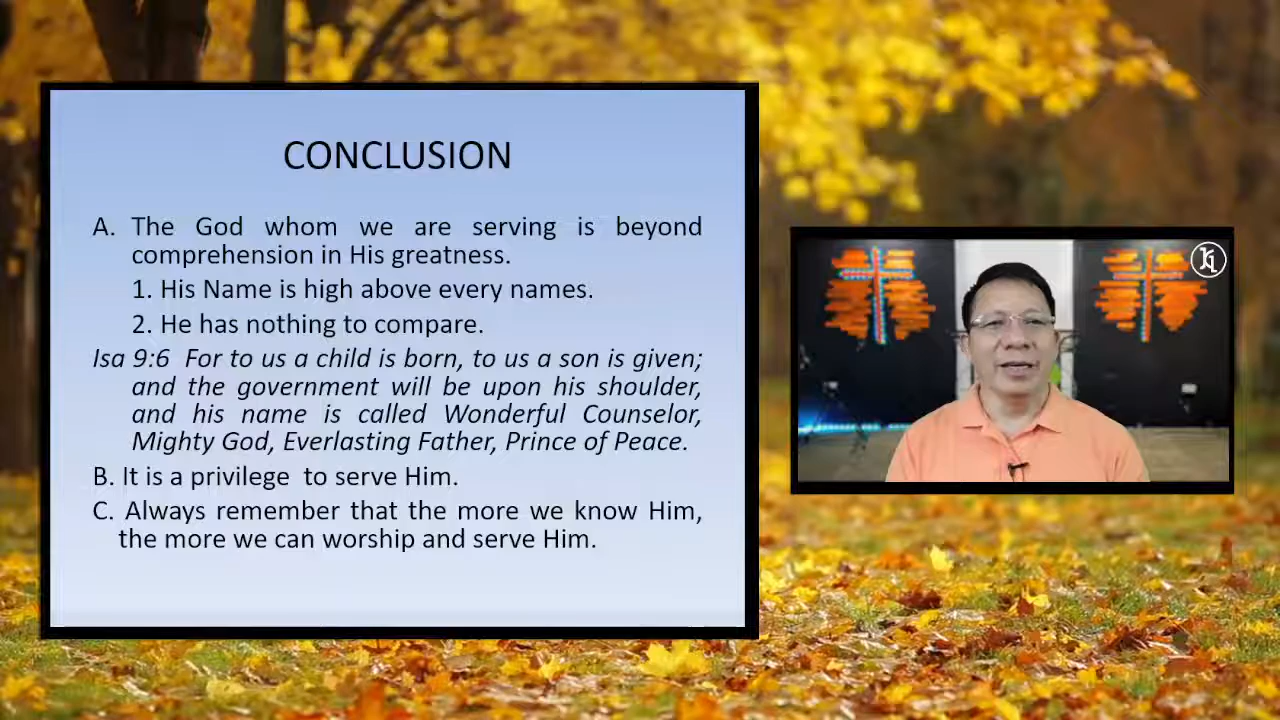 CONCLUSION
A. The God whom we are serving is beyond
comprehension in His greatness.
1. His Name is high above every names.
2. He has nothing to compare.
Isa 9:6 For to us a child is born, to us a son is given;
and the government will be upon his shoulder,
and his name is called Wonderful Counselor,
Mighty God, Everlasting Father, Prince of Peace.
B. It is a privilege to serve Him.
C. Always remember that the more we know Him,
the more we can worship and serve Him.